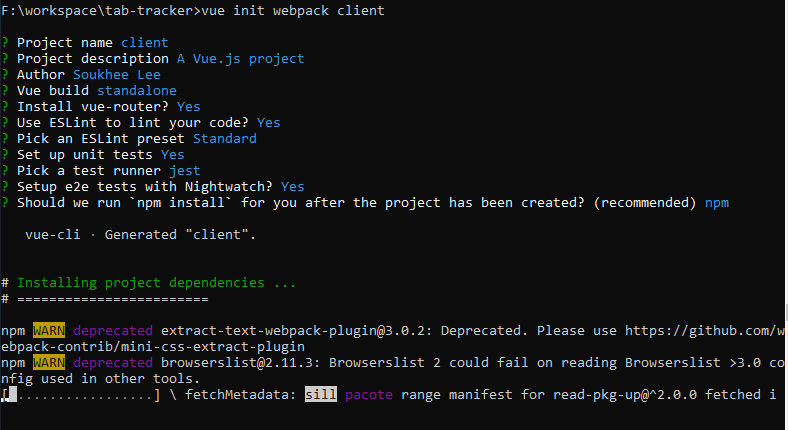 F:\workspace\tab-tracker>vue init webpack client
? Project name client
? Project description A Vue.js project
? Author Soukhee Lee
? Vue build standalone
? Install vue-router? Yes
? Use ESLint to lint your code? Yes
? Pick an ESLint preset Standard
? Set up unit tests Yes
? Pick a test runner jest
? Setup e2e tests with Nightwatch? Yes
? Should we run `npm install` for you after the project has been created? (recommended) npm
vue-cli · Generated "client".
# Installing project dependencies ...
# ========================
npm WARN deprecated extract-text-webpack-plugin@3.0.2: Deprecated. Please use https://github.com/w
ebpack-contrib/mini-css-extract-plugin
npm WARN deprecated browserslist@2.11.3: Browserslist 2 could fail on reading Browserslist >3.0 co
nfig used in other tools.
[ .................] \ fetchMetadata: sill pacote range manifest for read-pkg-up@^2.0.0 fetched i